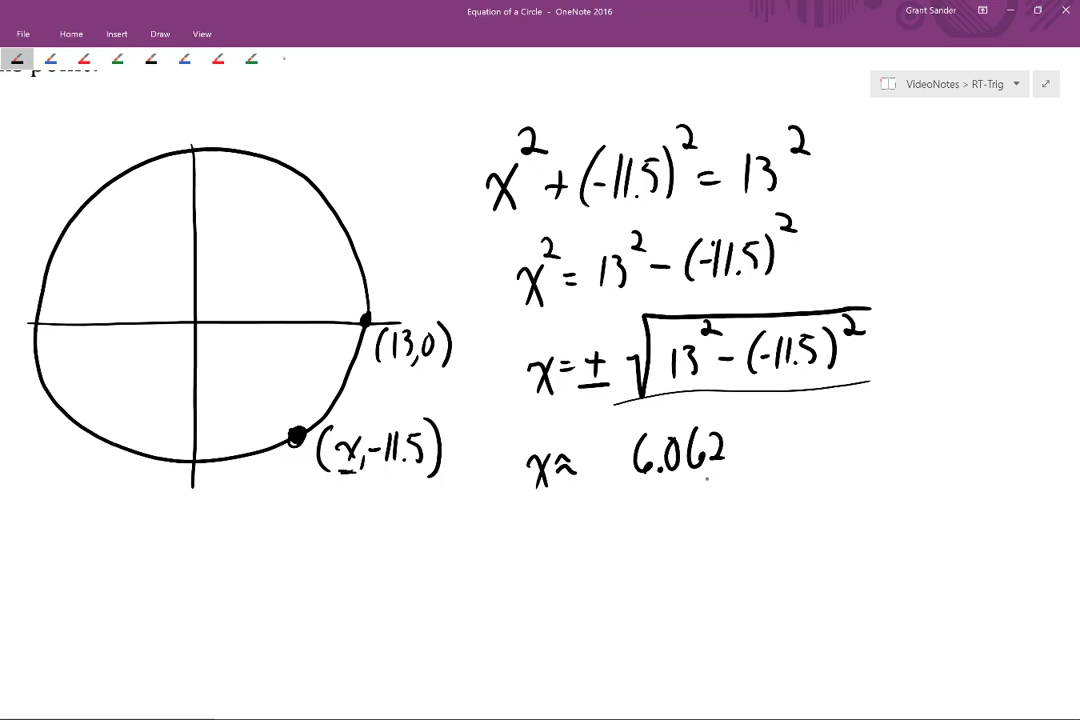 Equation of a Circle - OneNote 2016
Grant Sander
File Home Insert Draw View
VideoNotes > RT-Trig
point.
x² + (-11.5)² = 13²
x² = 13² - (-11.5)²
x = ± √13² - (-11.5)²
x ≈ 6.062
(13,0)
(x, -11.5)